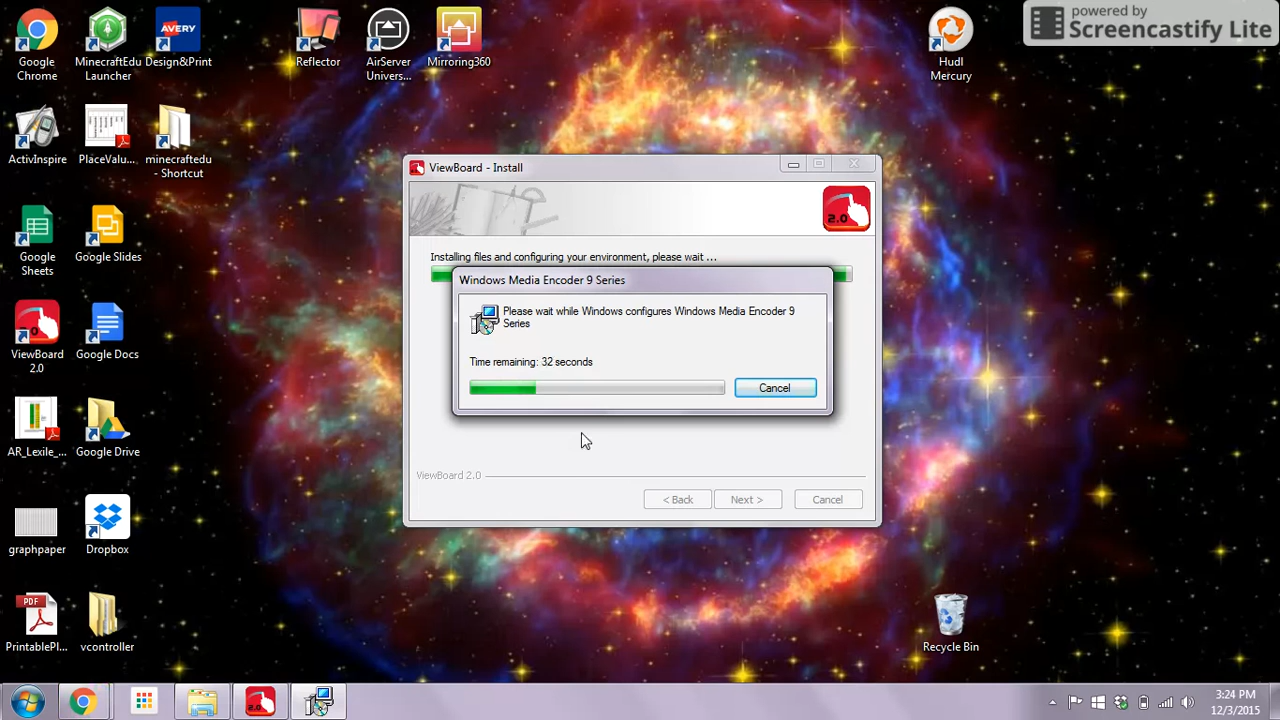 powered by
Screencastify Lite
AVERY
Google
Chrome
MinecraftEdu
Launcher
Design&Print
Reflector
AirServer
Univers...
Mirroring360
Hudl
Mercury
ActivInspire
PlaceValu...
minecraftedu
- Shortcut
Google
Sheets
Google Slides
2.0
ViewBoard
2.0
Google Docs
AR_Lexile_...
Google Drive
graphpaper
Dropbox
PDF
PrintablePl...
vcontroller
Recycle Bin
ViewBoard - Install
2.0
Installing files and configuring your environment, please wait ...
Windows Media Encoder 9 Series
Please wait while Windows configures Windows Media Encoder 9
Series
Time remaining: 32 seconds
Cancel
ViewBoard 2.0
< Back
Next >
Cancel
3:24 PM
12/3/2015